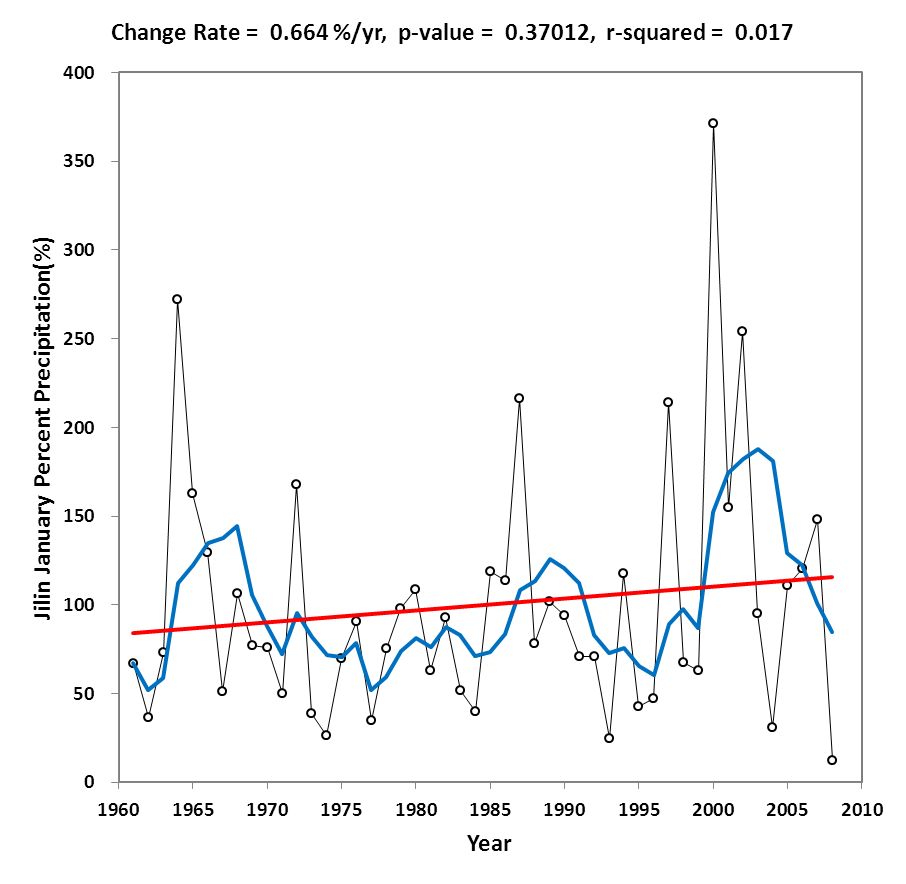 Change Rate = 0.664 %/yr, p-value = 0.37012, r-squared = 0.017
400
350
300
250
200
150
100
50
0
Jilin January Percent Precipitation(%)
1960 1965 1970 1975 1980 1985 1990 1995 2000 2005 2010
Year